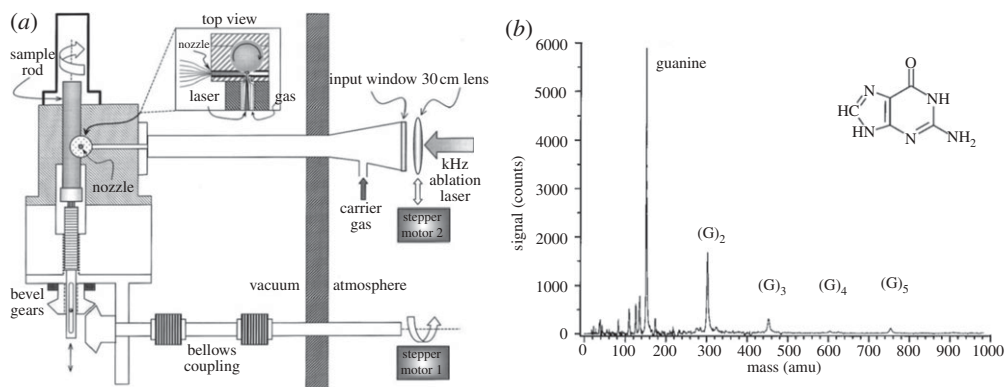 (a)
top view
sample
rod
nozzle
laser
gas
input window 30 cm lens
nozzle
kHz
ablation
laser
carrier
gas
stepper
motor 2
bevel
gears
vacuum
atmosphere
bellows
coupling
stepper
motor 1
(b)
6000
5000
4000
3000
2000
1000
0
signal (counts)
guanine
(G)2
(G)3
(G)4
(G)5
O
N
NH
HC
HN
N
NH2
0 100 200 300 400 500 600 700 800 900 1000
mass (amu)